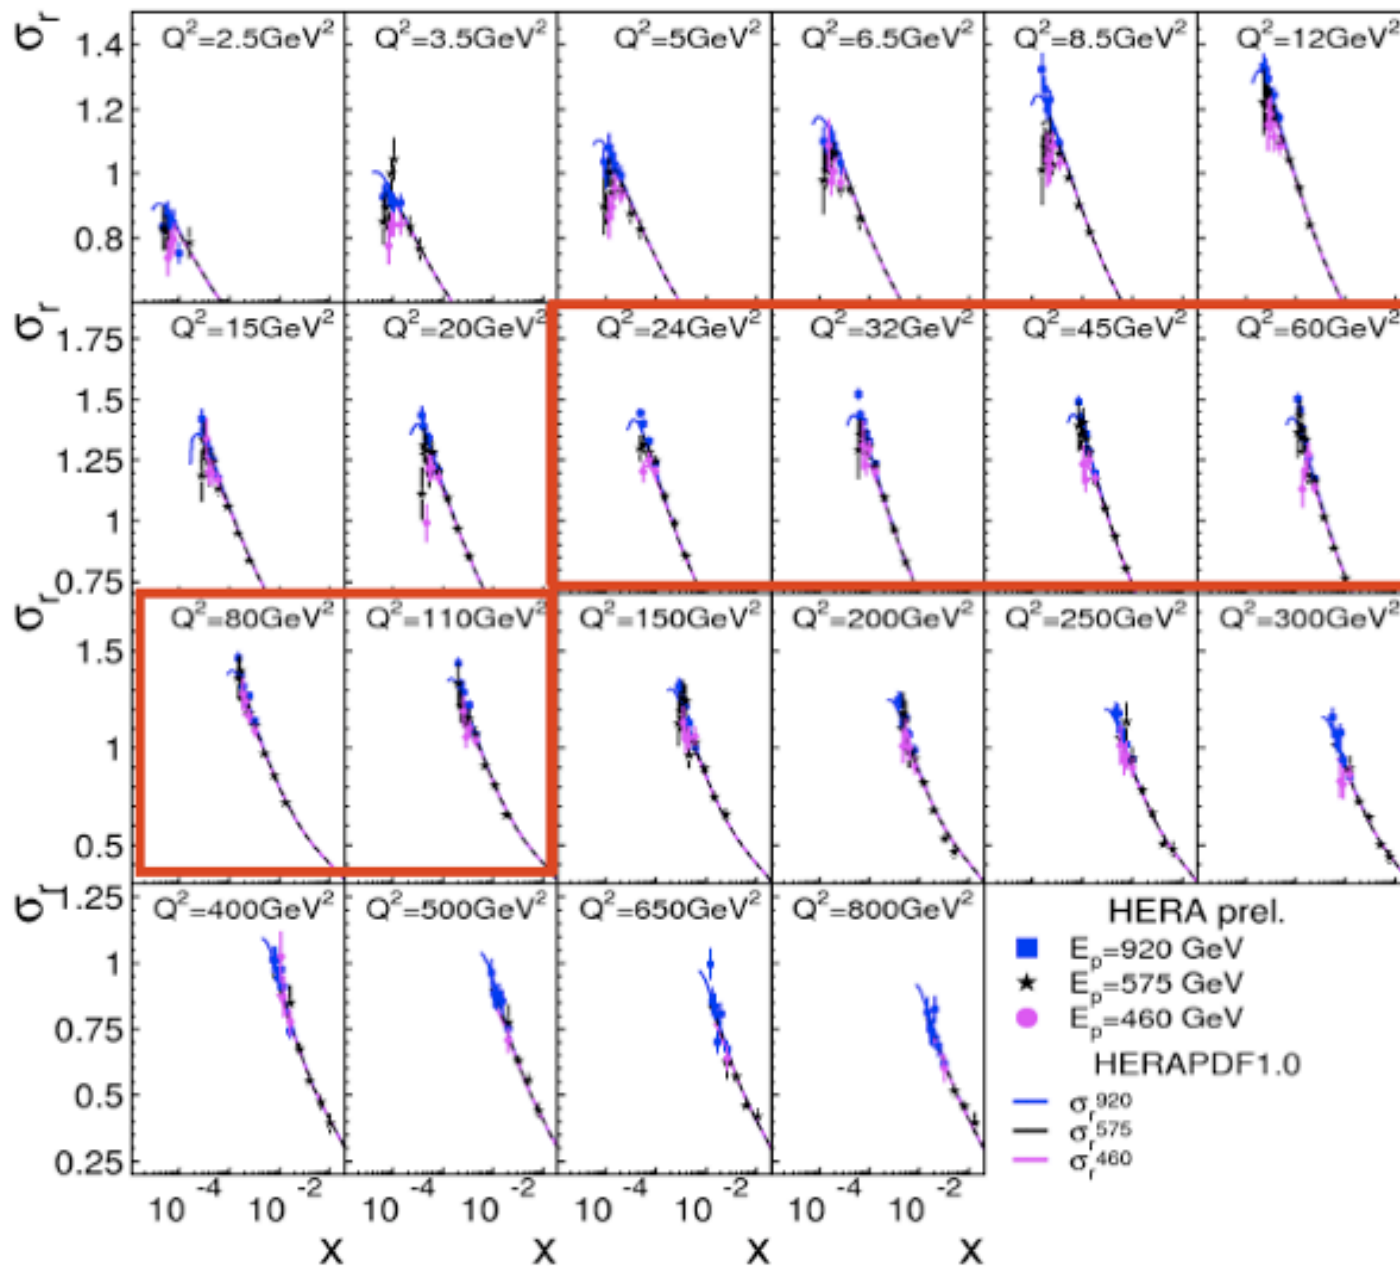 σr Q²=2.5GeV² Q²=3.5GeV² Q²=5GeV² Q²=6.5GeV² Q²=8.5GeV² Q²=12GeV²
1.4
1.2
1
0.8
σr Q²=15GeV² Q²=20GeV² Q²=24GeV² Q²=32GeV² Q²=45GeV² Q²=60GeV²
1.75
1.5
1.25
1
0.75
σr Q²=80GeV² Q²=110GeV² Q²=150GeV² Q²=200GeV² Q²=250GeV² Q²=300GeV²
1.5
1
0.5
σr Q²=400GeV² Q²=500GeV² Q²=650GeV² Q²=800GeV²
1.25
1
0.75
0.5
0.25
HERA prel.
Ep=920 GeV
Ep=575 GeV
Ep=460 GeV
HERAPDF1.0
σr⁹²⁰
σr⁵⁷⁵
σr⁴⁶⁰
10⁻⁴ 10⁻² 10⁻⁴ 10⁻² 10⁻⁴ 10⁻² 10⁻⁴ 10⁻²
x x x x